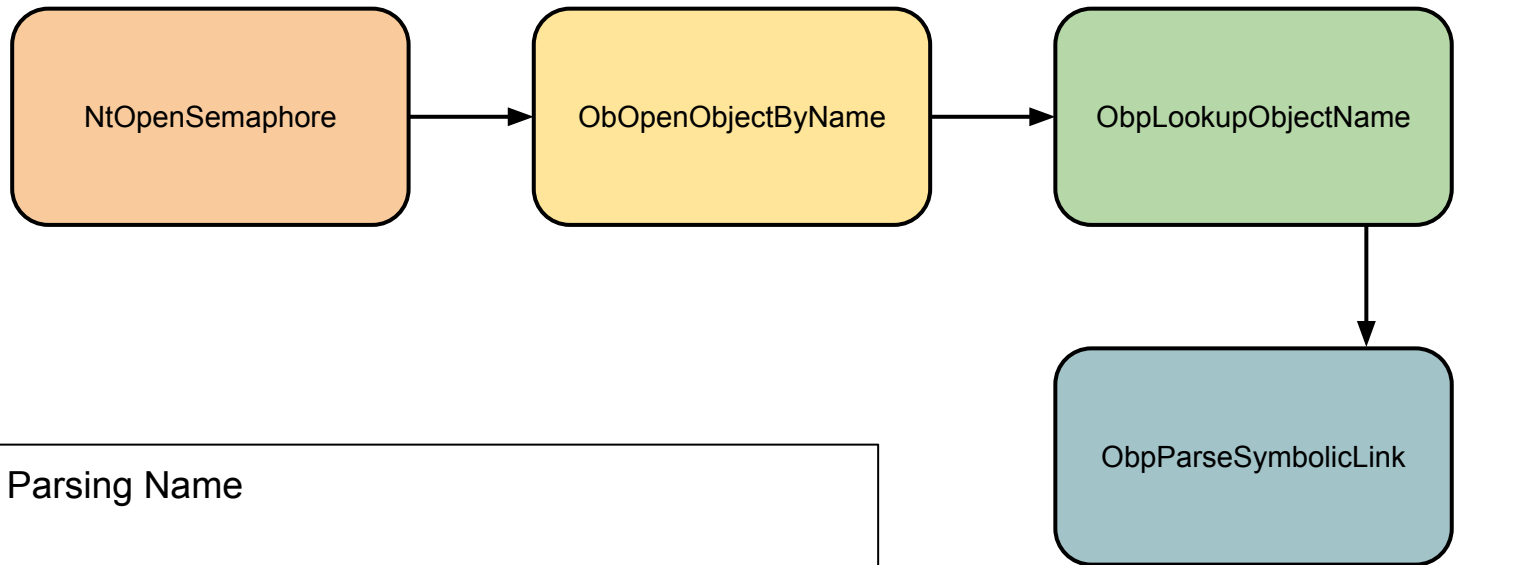 NtOpenSemaphore
ObOpenObjectByName
ObpLookupObjectName
ObpParseSymbolicLink
Parsing Name